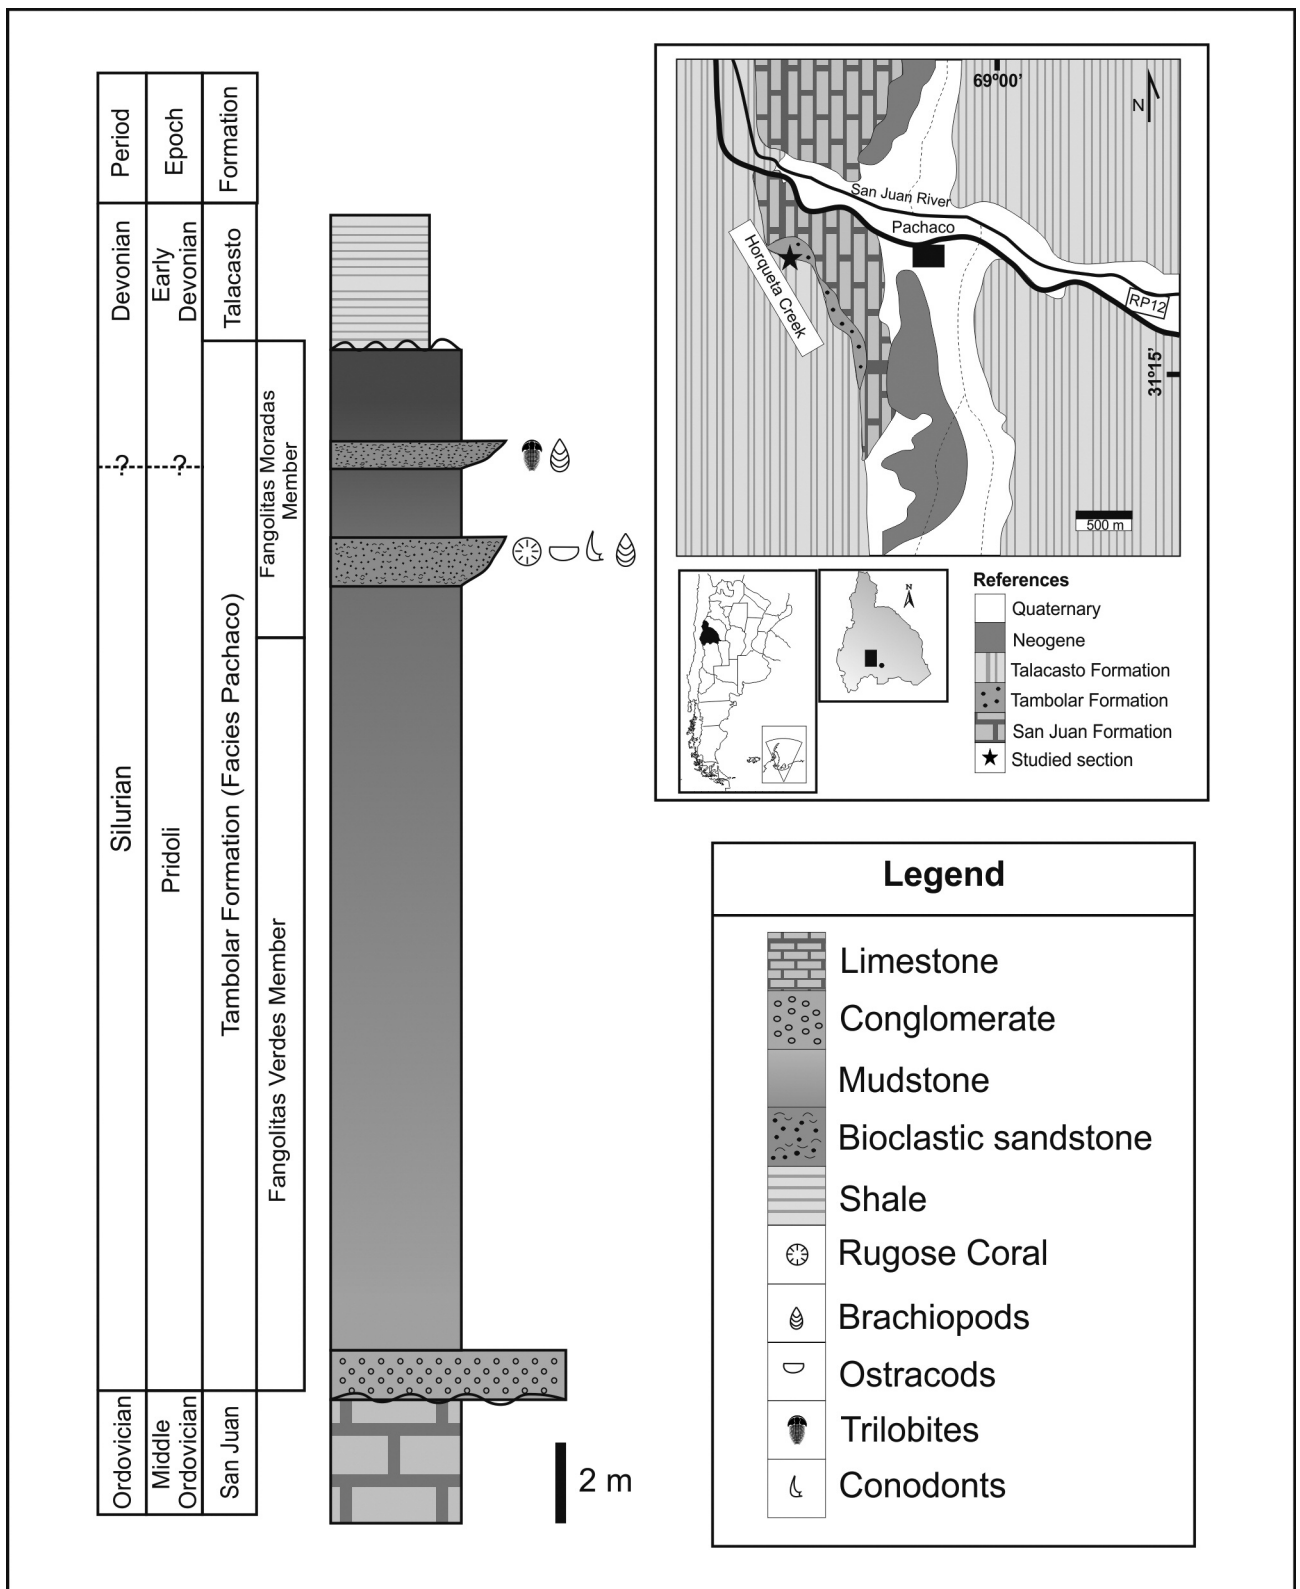 Period
Epoch
Formation
Devonian
Early
Devonian
Talacasto
?
?
Silurian
Pridoli
Tambolar Formation (Facies Pachaco)
Fangolitas Moradas
Member
Fangolitas Verdes Member
Ordovician
Middle
Ordovician
San Juan
2 m
69º00’
N
San Juan River
Pachaco
Horqueta Creek
RP12
31º15’
500 m
N
References
Quaternary
Neogene
Talacasto Formation
Tambolar Formation
San Juan Formation
Studied section
Legend
Limestone
Conglomerate
Mudstone
Bioclastic sandstone
Shale
Rugose Coral
Brachiopods
Ostracods
Trilobites
Conodonts